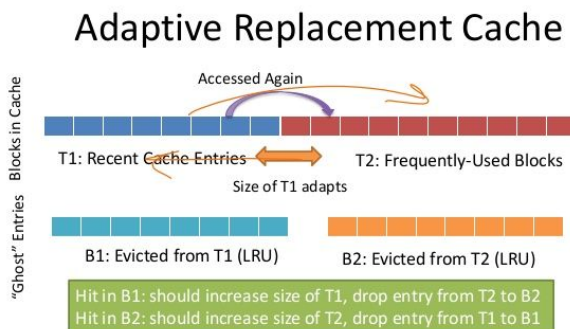 Adaptive Replacement Cache
Accessed Again
Blocks in Cache
T1: Recent Cache Entries
T2: Frequently-Used Blocks
Size of T1 adapts
"Ghost" Entries
B1: Evicted from T1 (LRU)
B2: Evicted from T2 (LRU)
Hit in B1: should increase size of T1, drop entry from T2 to B2
Hit in B2: should increase size of T2, drop entry from T1 to B1